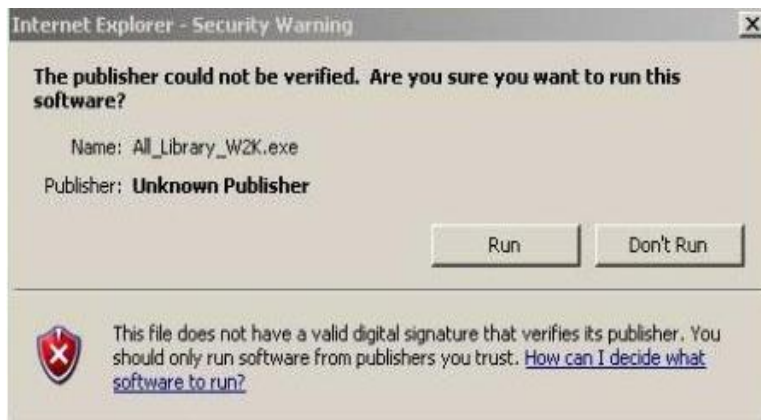 Internet Explorer - Security Warning
The publisher could not be verified. Are you sure you want to run this
software?
Name: All_Library_W2K.exe
Publisher: Unknown Publisher
Run Don't Run
This file does not have a valid digital signature that verifies its publisher. You
should only run software from publishers you trust. How can I decide what
software to run?